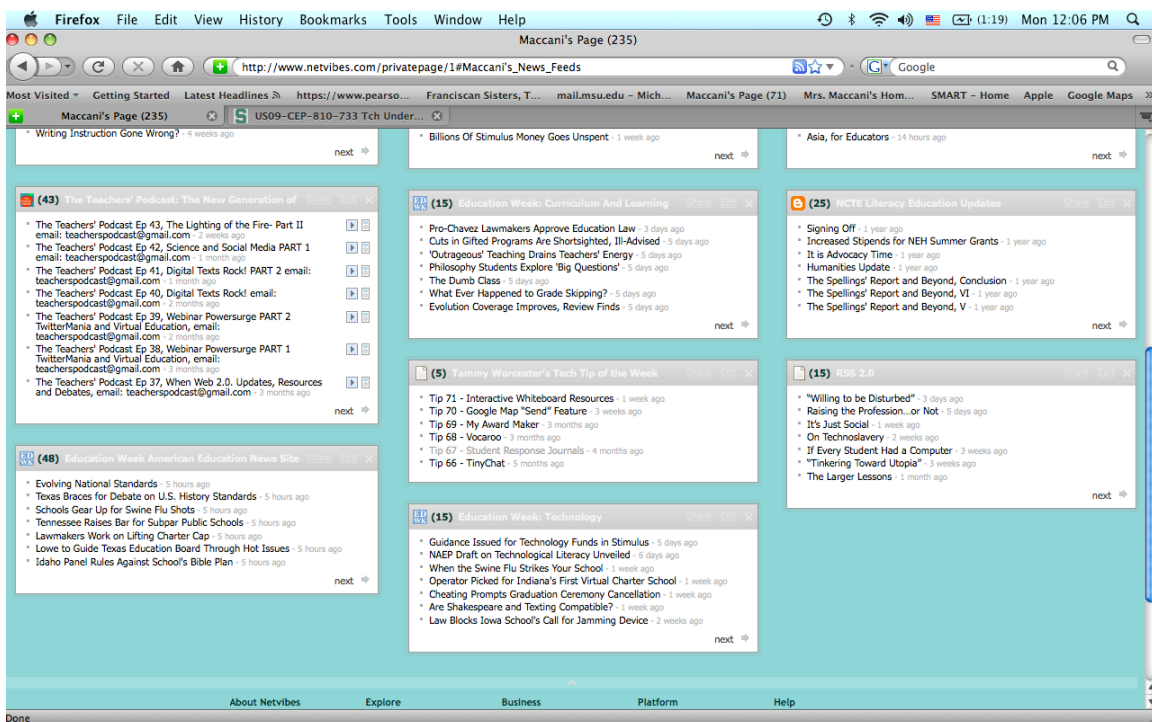 Firefox File Edit View History Bookmarks Tools Window Help (1:19) Mon 12:06 PM
Maccani's Page (235)
http://www.netvibes.com/privatepage/1#Maccani's_News_Feeds Google
Most Visited Getting Started Latest Headlines https://www.pearso... Franciscan Sisters, T... mail.msu.edu – Mich... Maccani's Page (71) Mrs. Maccani's Hom... SMART – Home Apple Google Maps
Maccani's Page (235) US09-CEP-810-733 Tch Under...
Writing Instruction Gone Wrong? - 4 weeks ago
next
(43) The Teachers' Podcast: The New Generation of Share Edit
The Teachers' Podcast Ep 43, The Lighting of the Fire- Part II
email: teacherspodcast@gmail.com - 2 weeks ago
The Teachers' Podcast Ep 42, Science and Social Media PART 1
email: teacherspodcast@gmail.com - 1 month ago
The Teachers' Podcast Ep 41, Digital Texts Rock! PART 2 email:
teacherspodcast@gmail.com - 1 month ago
The Teachers' Podcast Ep 40, Digital Texts Rock! email:
teacherspodcast@gmail.com - 2 months ago
The Teachers' Podcast Ep 39, Webinar Powersurge PART 2
TwitterMania and Virtual Education, email:
teacherspodcast@gmail.com - 2 months ago
The Teachers' Podcast Ep 38, Webinar Powersurge PART 1
TwitterMania and Virtual Education, email:
teacherspodcast@gmail.com - 3 months ago
The Teachers' Podcast Ep 37, When Web 2.0. Updates, Resources
and Debates, email: teacherspodcast@gmail.com - 3 months ago
next
ED WK (48) Education Week American Education News Site Share Edit
Evolving National Standards - 5 hours ago
Texas Braces for Debate on U.S. History Standards - 5 hours ago
Schools Gear Up for Swine Flu Shots - 5 hours ago
Tennessee Raises Bar for Subpar Public Schools - 5 hours ago
Lawmakers Work on Lifting Charter Cap - 5 hours ago
Lowe to Guide Texas Education Board Through Hot Issues - 5 hours ago
Idaho Panel Rules Against School's Bible Plan - 5 hours ago
next
Billions Of Stimulus Money Goes Unspent - 1 week ago
next
ED WK (15) Education Week: Curriculum And Learning Share Edit
Pro-Chavez Lawmakers Approve Education Law - 3 days ago
Cuts in Gifted Programs Are Shortsighted, Ill-Advised - 5 days ago
'Outrageous' Teaching Drains Teachers' Energy - 5 days ago
Philosophy Students Explore 'Big Questions' - 5 days ago
The Dumb Class - 5 days ago
What Ever Happened to Grade Skipping? - 5 days ago
Evolution Coverage Improves, Review Finds - 5 days ago
next
(5) Tammy Worcester's Tech Tip of the Week Share Edit
Tip 71 - Interactive Whiteboard Resources - 1 week ago
Tip 70 - Google Map "Send" Feature - 3 weeks ago
Tip 69 - My Award Maker - 3 months ago
Tip 68 - Vocaroo - 3 months ago
Tip 67 - Student Response Journals - 4 months ago
Tip 66 - TinyChat - 5 months ago
ED WK (15) Education Week: Technology Share Edit
Guidance Issued for Technology Funds in Stimulus - 5 days ago
NAEP Draft on Technological Literacy Unveiled - 6 days ago
When the Swine Flu Strikes Your School - 1 week ago
Operator Picked for Indiana's First Virtual Charter School - 1 week ago
Cheating Prompts Graduation Ceremony Cancellation - 1 week ago
Are Shakespeare and Texting Compatible? - 1 week ago
Law Blocks Iowa School's Call for Jamming Device - 2 weeks ago
next
Asia, for Educators - 14 hours ago
next
(25) NCTE Literacy Education Updates Share Edit
Signing Off - 1 year ago
Increased Stipends for NEH Summer Grants - 1 year ago
It is Advocacy Time - 1 year ago
Humanities Update - 1 year ago
The Spellings' Report and Beyond, Conclusion - 1 year ago
The Spellings' Report and Beyond, VI - 1 year ago
The Spellings' Report and Beyond, V - 1 year ago
next
(15) RSS 2.0 Share Edit
"Willing to be Disturbed" - 3 days ago
Raising the Profession...or Not - 5 days ago
It's Just Social - 1 week ago
On Technoslavery - 2 weeks ago
If Every Student Had a Computer - 3 weeks ago
"Tinkering Toward Utopia" - 3 weeks ago
The Larger Lessons - 1 month ago
next
About Netvibes Explore Business Platform Help
Done